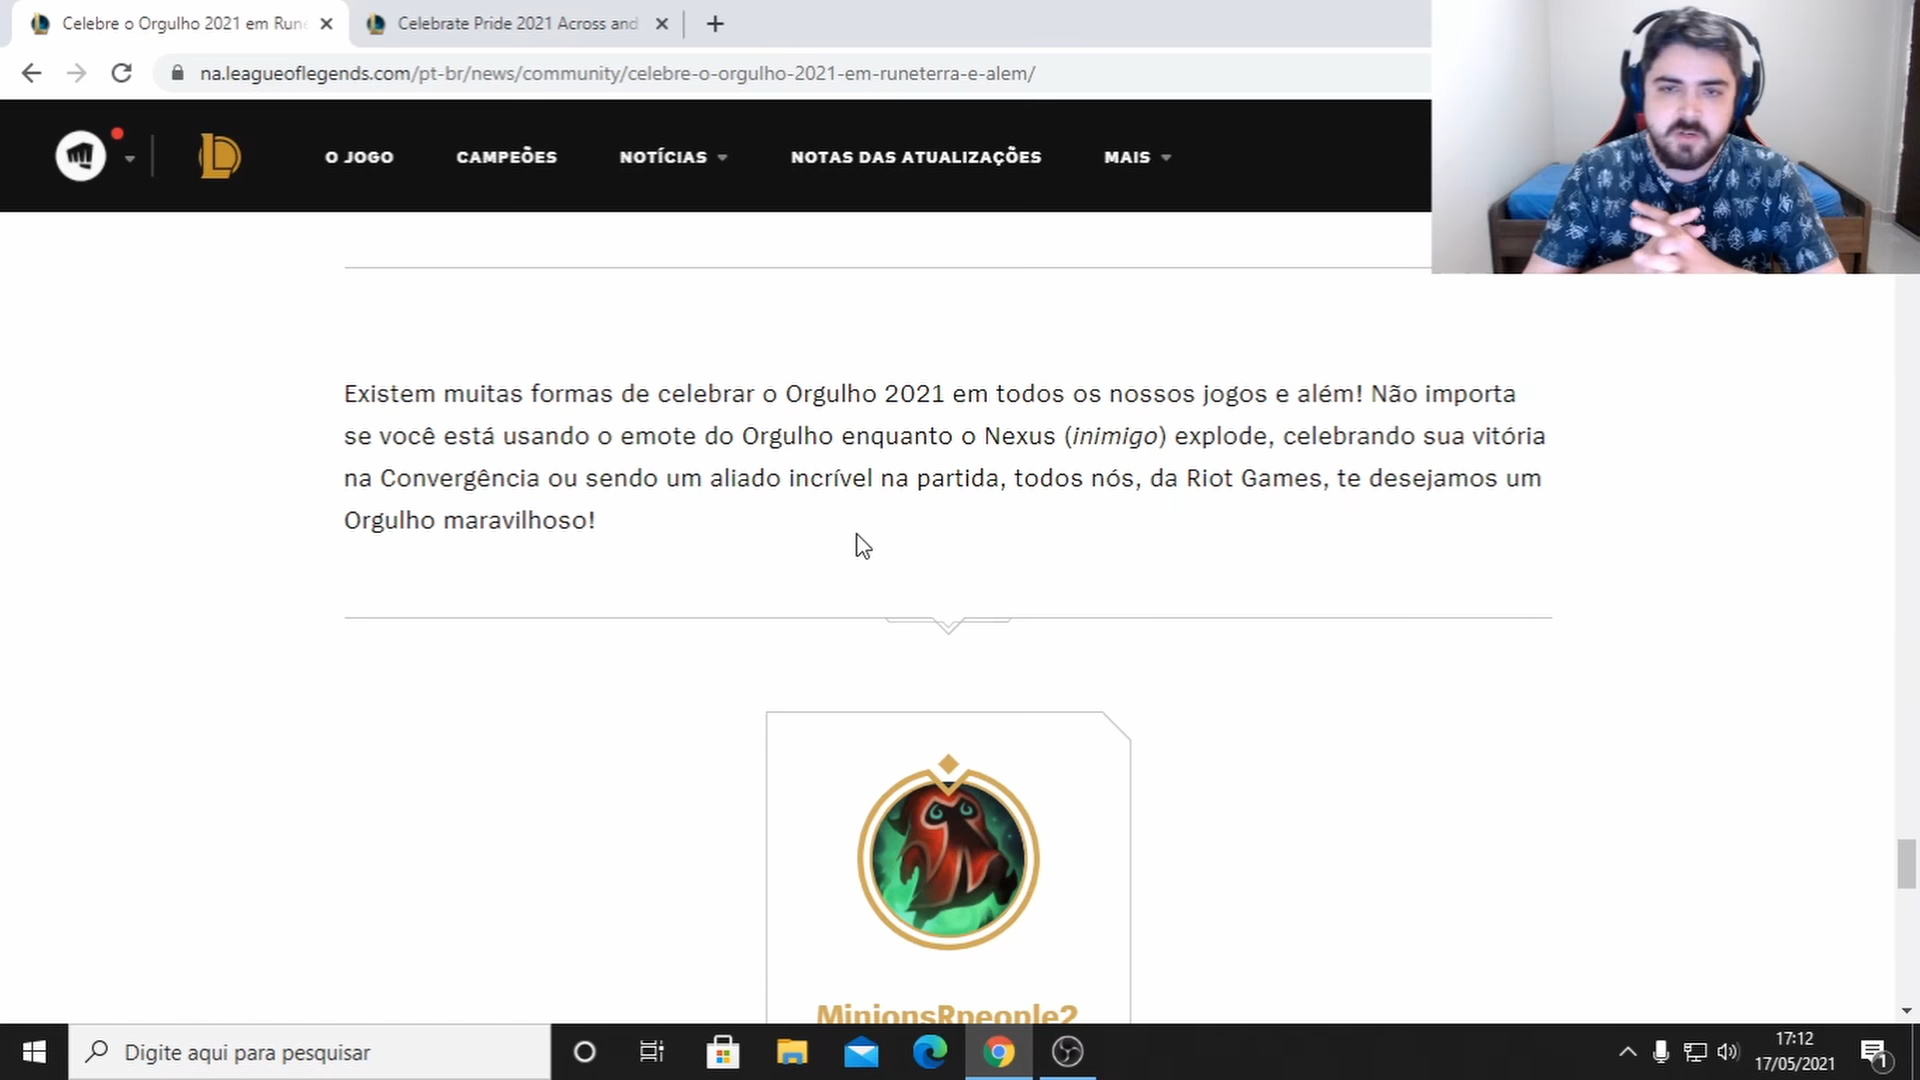 Celebre o Orgulho 2021 em Rune
Celebrate Pride 2021 Across and
na.leagueoflegends.com/pt-br/news/community/celebre-o-orgulho-2021-em-runeterra-e-alem/
O JOGO
CAMPEÕES
NOTÍCIAS
NOTAS DAS ATUALIZAÇÕES
MAIS
Existem muitas formas de celebrar o Orgulho 2021 em todos os nossos jogos e além! Não importa
se você está usando o emote do Orgulho enquanto o Nexus (inimigo) explode, celebrando sua vitória
na Convergência ou sendo um aliado incrível na partida, todos nós, da Riot Games, te desejamos um
Orgulho maravilhoso!
MinionsRpeople2
Digite aqui para pesquisar
17:12
17/05/2021
1